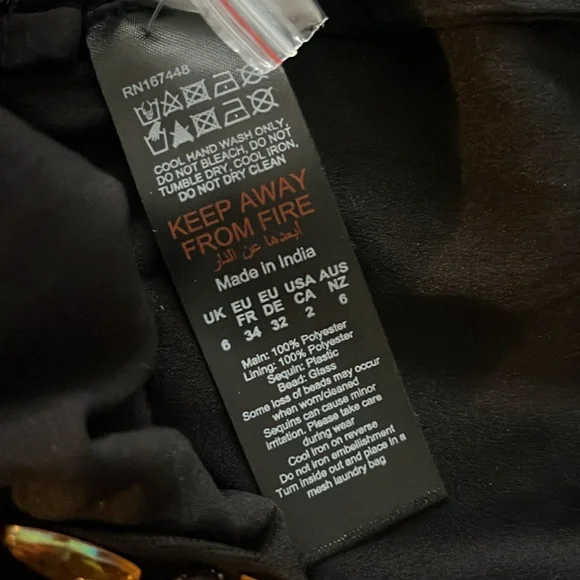 RN167448
COOL HAND WASH ONLY,
DO NOT BLEACH, DO NOT
TUMBLE DRY, COOL IRON,
DO NOT DRY CLEAN
KEEP AWAY
FROM FIRE
أبعدها عن النار
Made in India
UK EU EU USA AUS
FR DE CA NZ
6 34 32 2 6
Main: 100% Polyester
Lining: 100% Polyester
Sequin: Plastic
Bead: Glass
Some loss of beads may occur
when worn/cleaned
Sequins can cause minor
irritation. Please take care
during wear
Cool iron on reverse
Do not iron embellishment
Turn inside out and place in a
mesh laundry bag